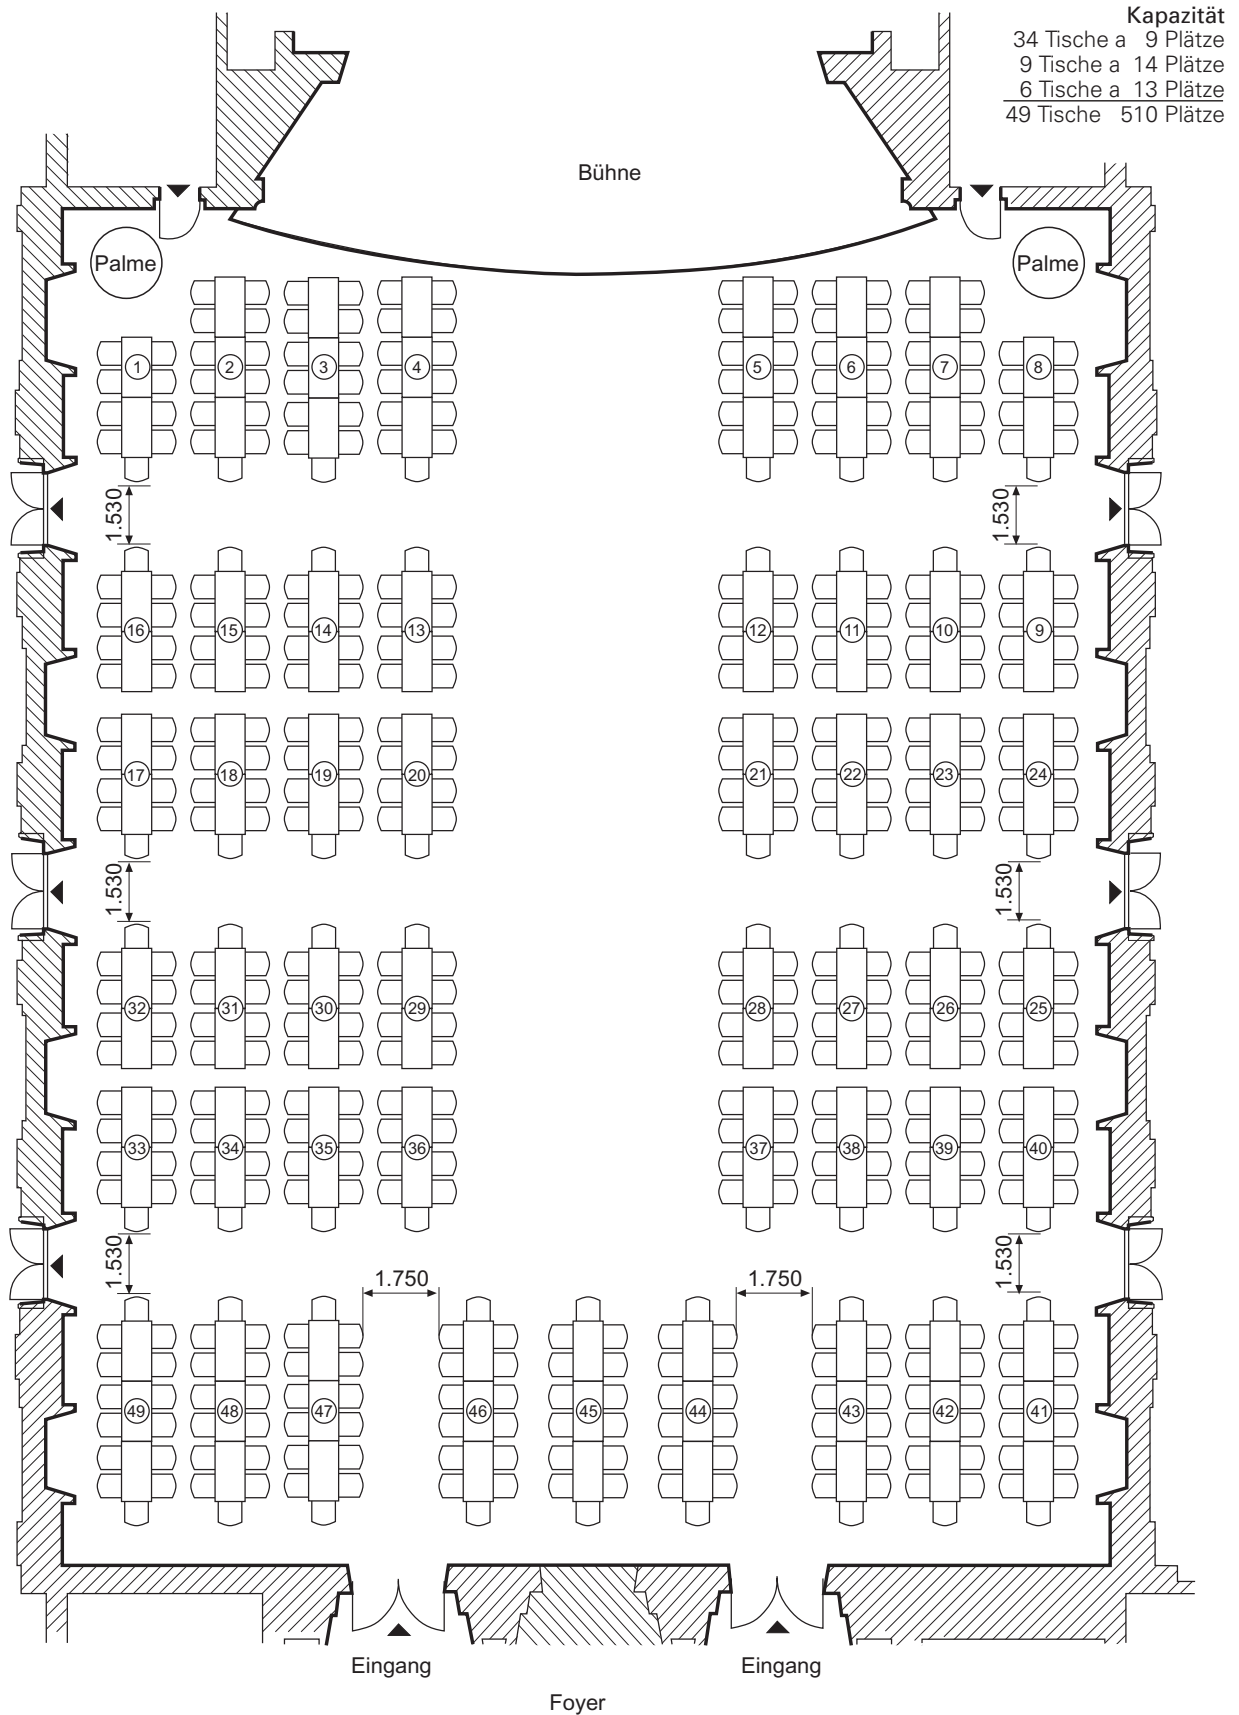 Kapazität
34 Tische a 9 Plätze
9 Tische a 14 Plätze
6 Tische a 13 Plätze
49 Tische 510 Plätze
Bühne
Palme Palme
1 2 3 4 5 6 7 8
1.530 1.530
16 15 14 13 12 11 10 9
17 18 19 20 21 22 23 24
1.530 1.530
32 31 30 29 28 27 26 25
33 34 35 36 37 38 39 40
1.530 1.530
1.750 1.750
49 48 47 46 45 44 43 42 41
Eingang Eingang
Foyer